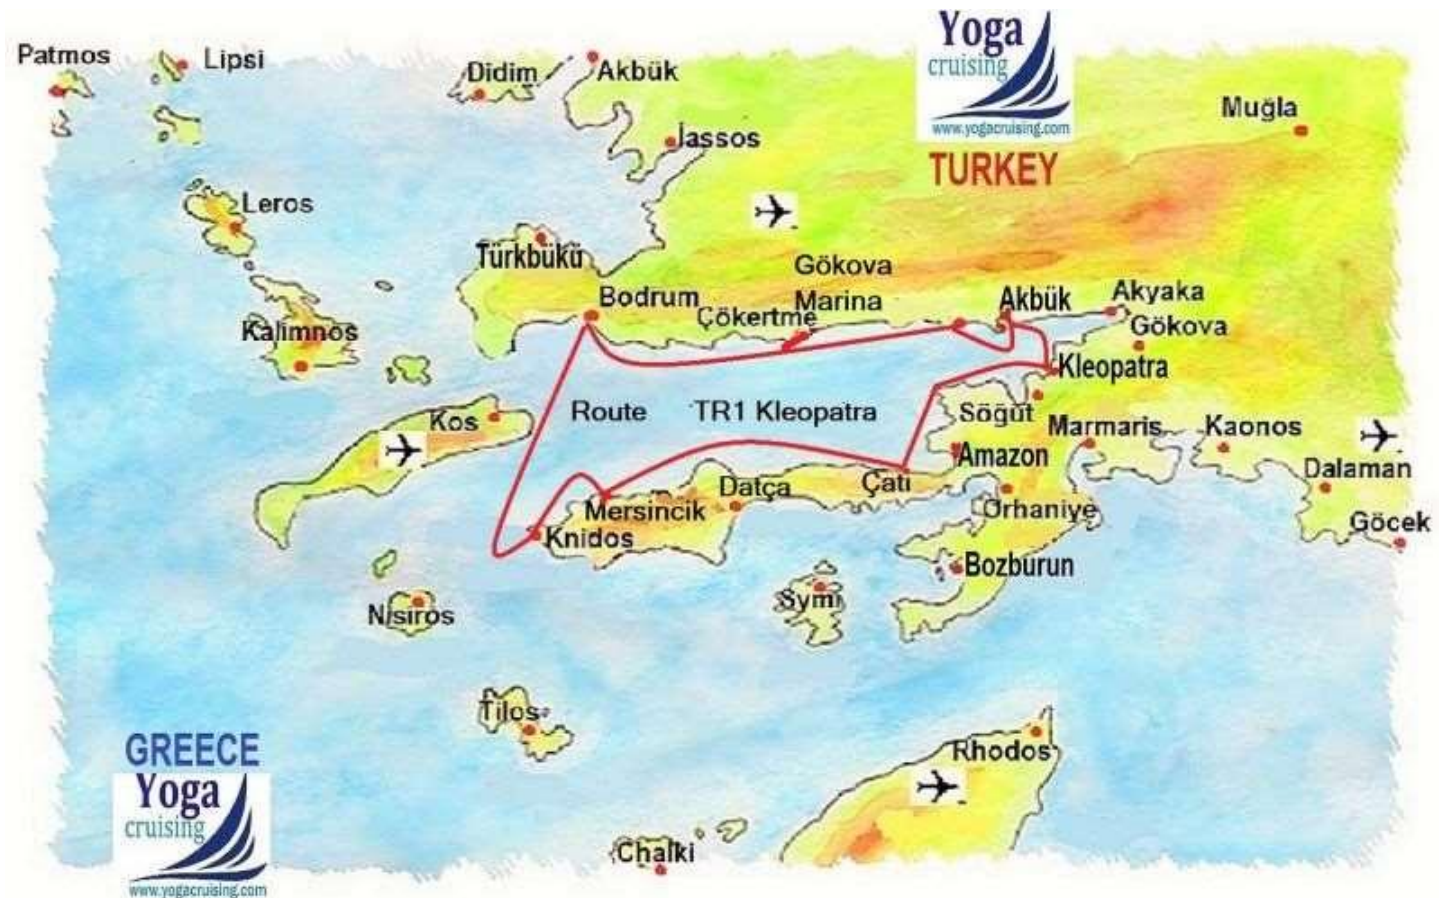 Yoga
cruising
www.yogacruising.com
TURKEY
Patmos
Lipsi
Didim
Akbük
İassos
Muğla
Leros
Türkbükü
Gökova
Marina
Bodrum
Çökertme
Akbük
Akyaka
Gökova
Kalimnos
Kleopatra
Kos
Route TR1 Kleopatra
Söğüt
Marmaris
Kaonos
Amazon
Dalaman
Datça
Çatı
Mersincik
Orhaniye
Göcek
Knidos
Bozburun
Symi
Nisiros
Tilos
Rhodos
GREECE
Yoga
cruising
www.yogacruising.com
Chalki